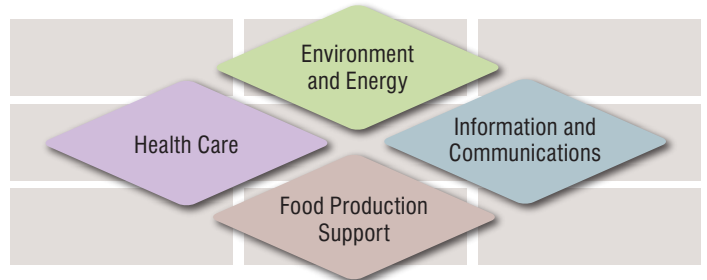 Environment
and Energy
Health Care
Information and
Communications
Food Production
Support